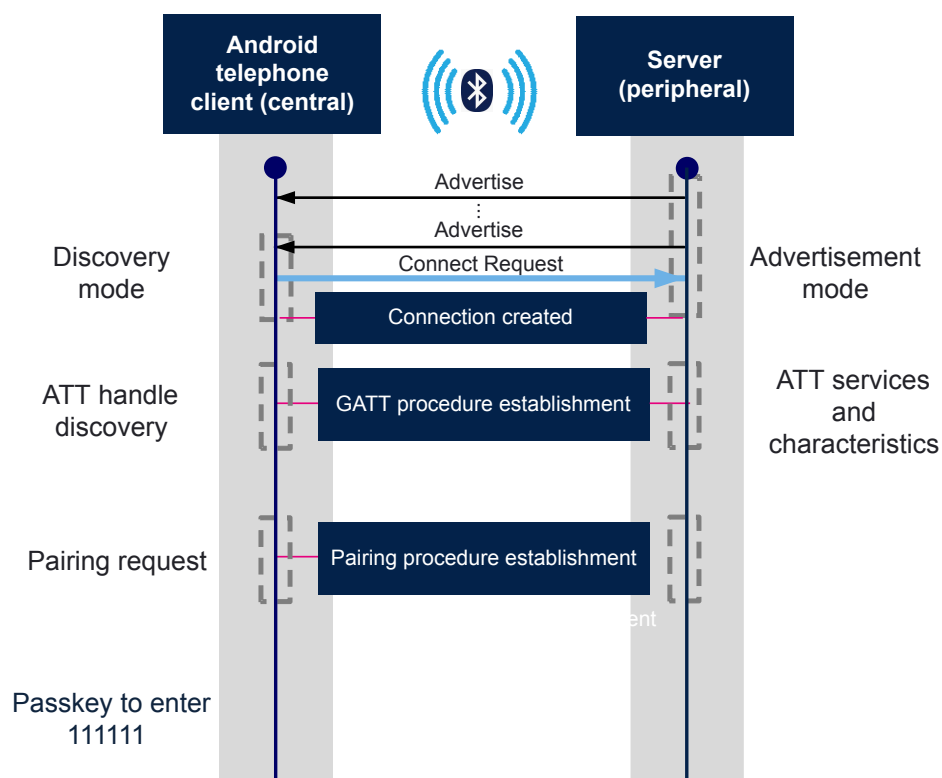 Android
telephone
client (central)
Server
(peripheral)
Advertise
Advertise
Connect Request
Discovery
mode
Advertisement
mode
Connection created
ATT handle
discovery
GATT procedure establishment
ATT services
and
characteristics
Pairing request
Pairing procedure establishment
ent
Passkey to enter
111111